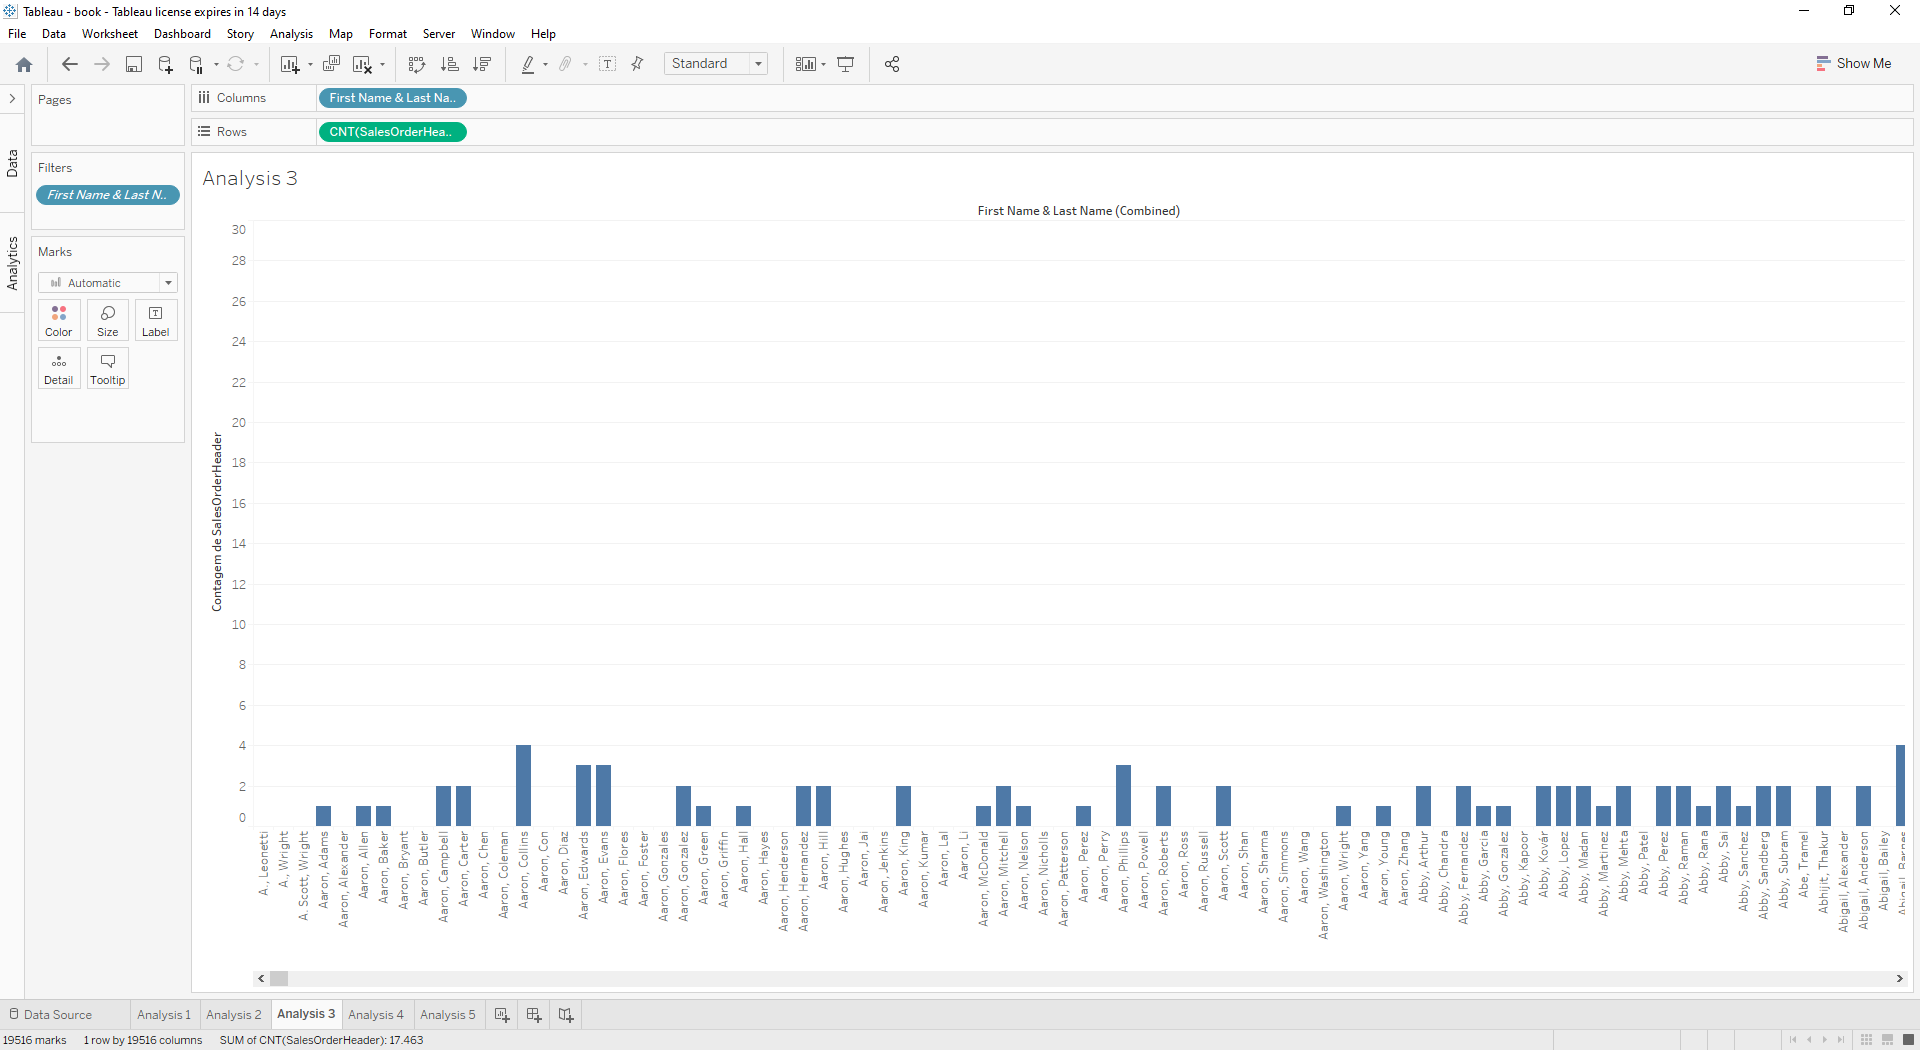 Tableau - book - Tableau license expires in 14 days
File Data Worksheet Dashboard Story Analysis Map Format Server Window Help
Standard
Show Me
Data
Analytics
Pages
Filters
First Name & Last N..
Marks
Automatic
Color Size Label
Detail Tooltip
Columns First Name & Last Na..
Rows CNT(SalesOrderHea..
Analysis 3
First Name & Last Name (Combined)
Contagem de SalesOrderHeader
30
28
26
24
22
20
18
16
14
12
10
8
6
4
2
0
A., Leonetti
A., Wright
A. Scott, Wright
Aaron, Adams
Aaron, Alexander
Aaron, Allen
Aaron, Baker
Aaron, Bryant
Aaron, Butler
Aaron, Campbell
Aaron, Carter
Aaron, Chen
Aaron, Coleman
Aaron, Collins
Aaron, Con
Aaron, Diaz
Aaron, Edwards
Aaron, Evans
Aaron, Flores
Aaron, Foster
Aaron, Gonzales
Aaron, Gonzalez
Aaron, Green
Aaron, Griffin
Aaron, Hall
Aaron, Hayes
Aaron, Henderson
Aaron, Hernandez
Aaron, Hill
Aaron, Hughes
Aaron, Jai
Aaron, Jenkins
Aaron, King
Aaron, Kumar
Aaron, Lal
Aaron, Li
Aaron, McDonald
Aaron, Mitchell
Aaron, Nelson
Aaron, Nicholls
Aaron, Patterson
Aaron, Perez
Aaron, Perry
Aaron, Phillips
Aaron, Powell
Aaron, Roberts
Aaron, Ross
Aaron, Russell
Aaron, Scott
Aaron, Shan
Aaron, Sharma
Aaron, Simmons
Aaron, Wang
Aaron, Washington
Aaron, Wright
Aaron, Yang
Aaron, Young
Aaron, Zhang
Abby, Arthur
Abby, Chandra
Abby, Fernandez
Abby, Garcia
Abby, Gonzalez
Abby, Kapoor
Abby, Kovár
Abby, Lopez
Abby, Madan
Abby, Martinez
Abby, Mehta
Abby, Patel
Abby, Perez
Abby, Raman
Abby, Rana
Abby, Sai
Abby, Sanchez
Abby, Sandberg
Abby, Subram
Abe, Tramel
Abhijit, Thakur
Abigail, Alexander
Abigail, Anderson
Abigail, Bailey
Data Source Analysis 1 Analysis 2 Analysis 3 Analysis 4 Analysis 5
19516 marks 1 row by 19516 columns SUM of CNT(SalesOrderHeader): 17.463